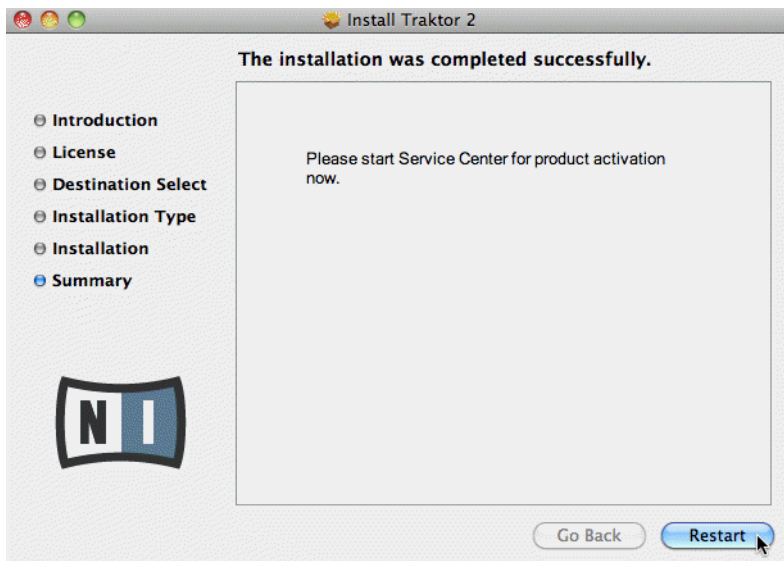 Install Traktor 2
The installation was completed successfully.
Introduction
License
Destination Select
Installation Type
Installation
Summary
Please start Service Center for product activation
now.
NI
Go Back
Restart